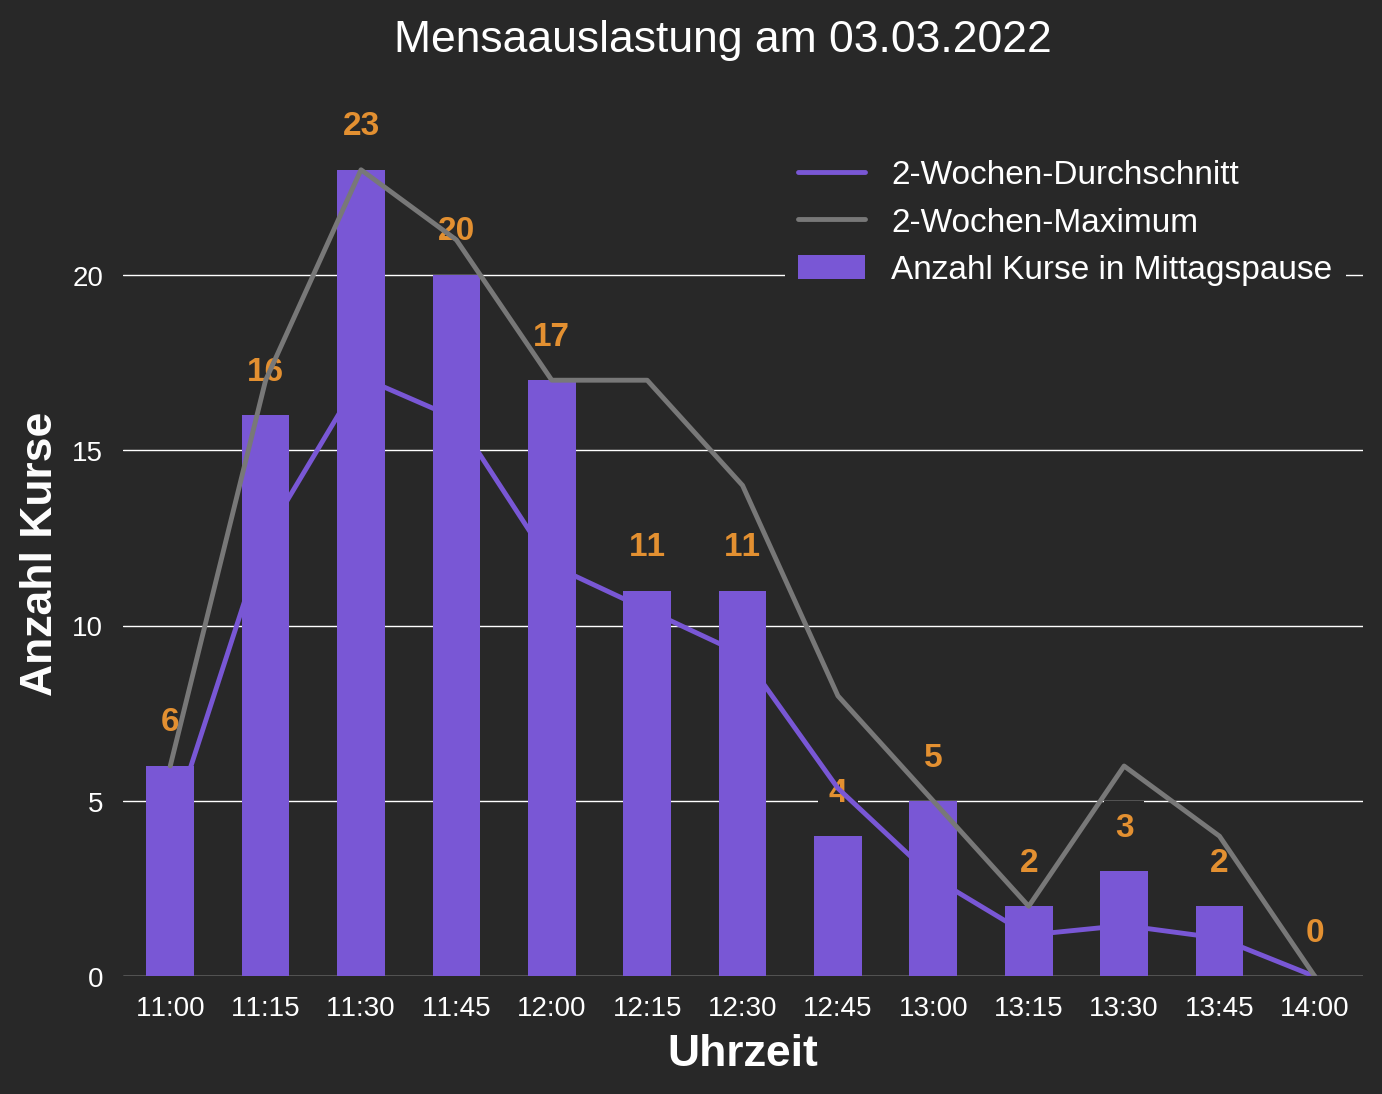 Mensaauslastung am 03.03.2022
2-Wochen-Durchschnitt
2-Wochen-Maximum
Anzahl Kurse in Mittagspause
Anzahl Kurse
20
15
10
5
0
6
16
23
20
17
11
11
4
5
2
3
2
0
11:00 11:15 11:30 11:45 12:00 12:15 12:30 12:45 13:00 13:15 13:30 13:45 14:00
Uhrzeit